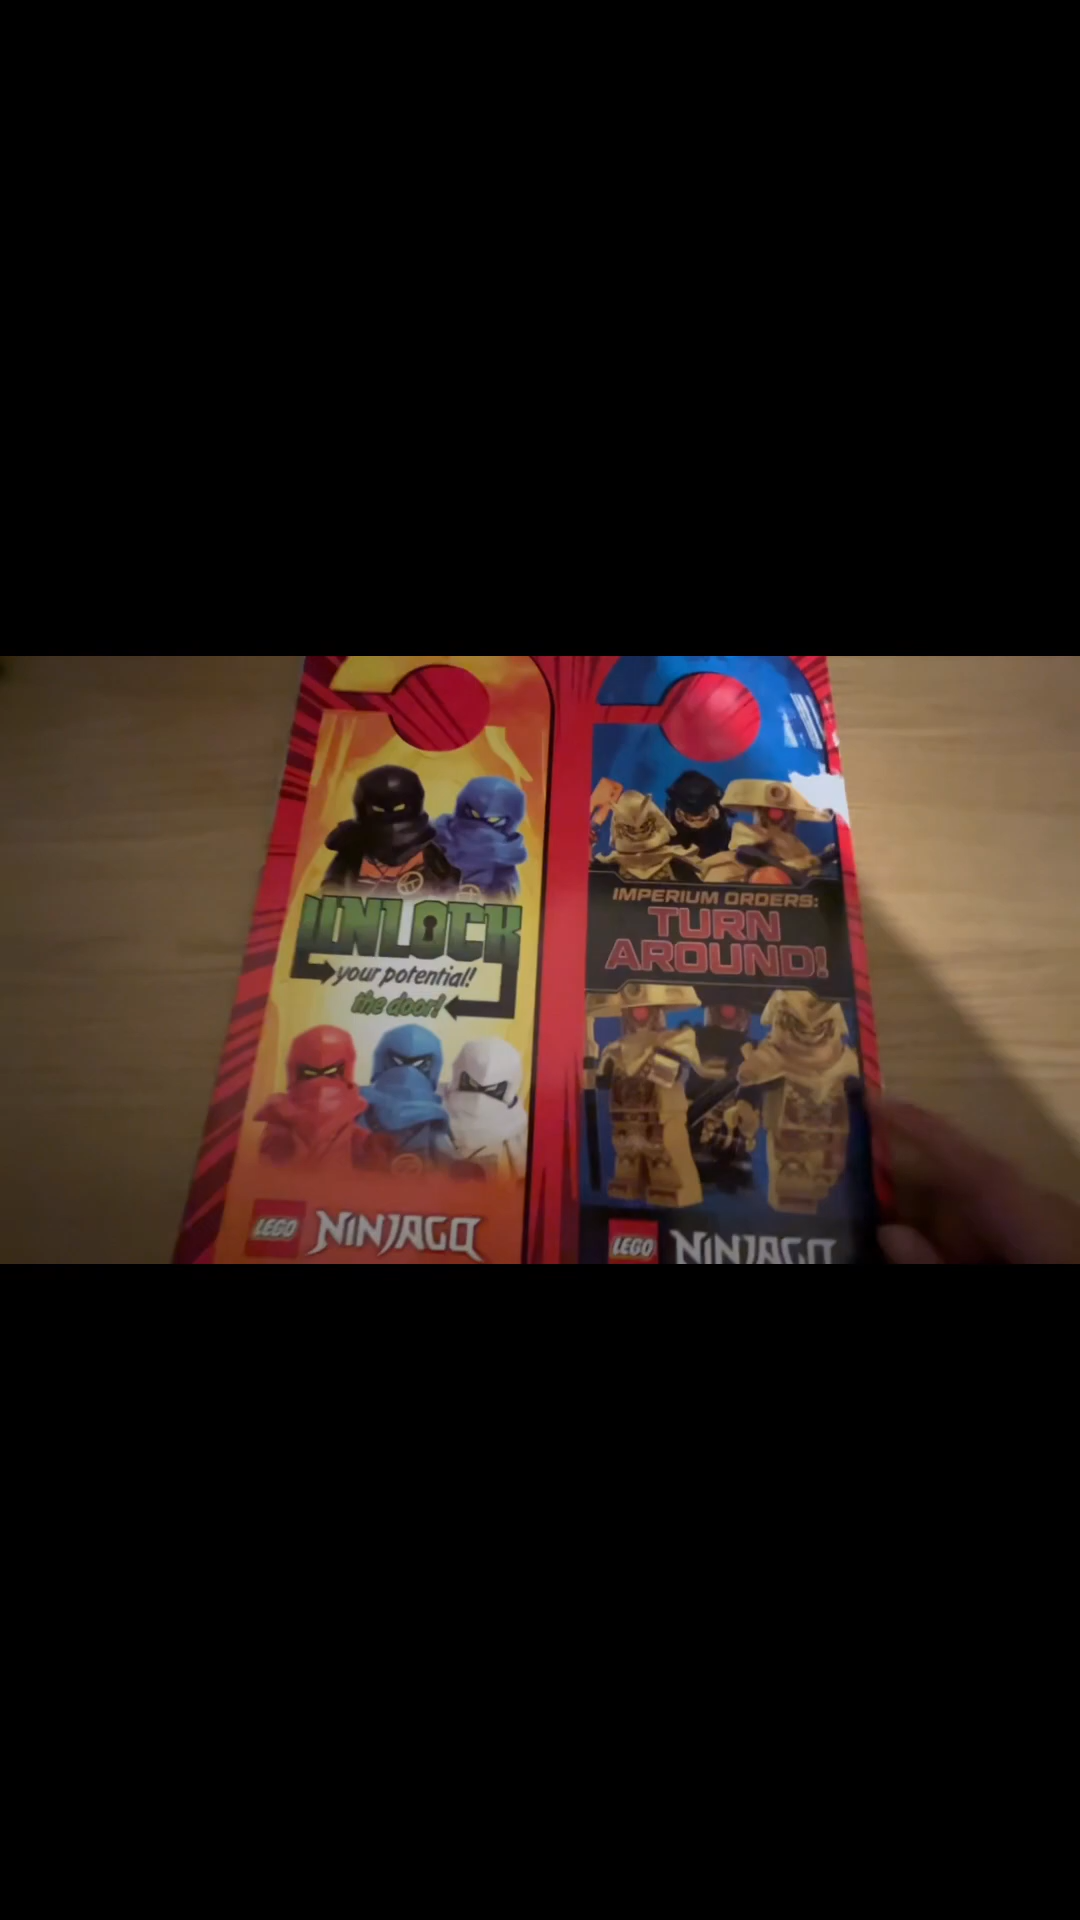 UNLOCK
your potential!
the door!
LEGO NINJAGO
IMPERIUM ORDERS:
TURN
AROUND!
LEGO NINJAGO